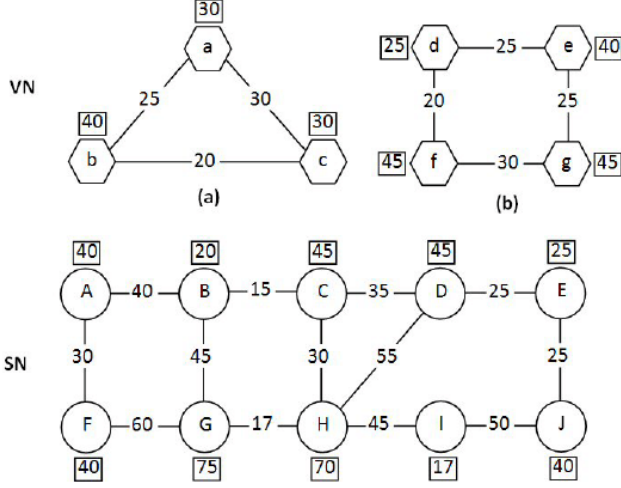 30 a
25 d 25 e 40
VN 25 30 20 25
40 30
b 20 c 45 f 30 g 45
(a) (b)
40 20 45 45 25
A 40 B 15 C 35 D 25 E
SN 30 45 30 55 25
F 60 G 17 H 45 I 50 J
40 75 70 17 40